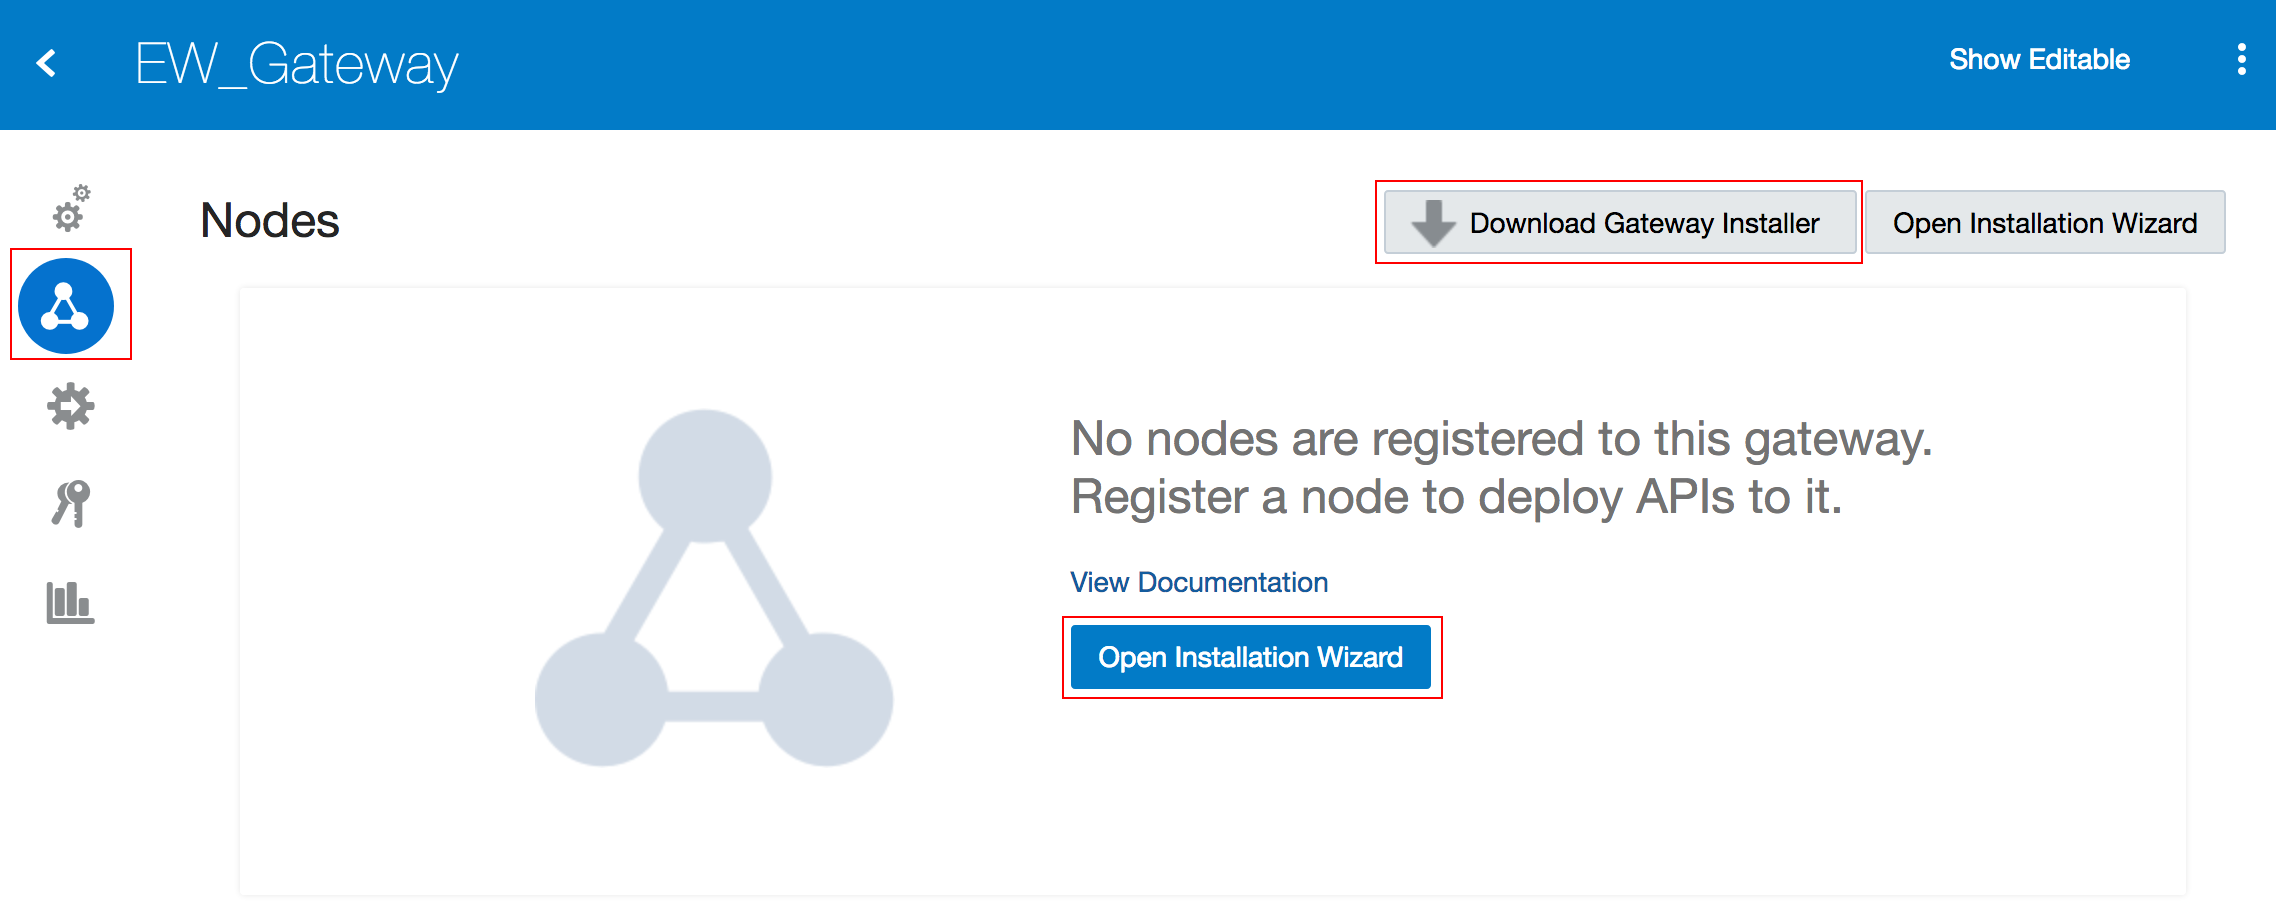 EW_Gateway
Show Editable
Nodes
Download Gateway Installer
Open Installation Wizard
No nodes are registered to this gateway.
Register a node to deploy APIs to it.
View Documentation
Open Installation Wizard